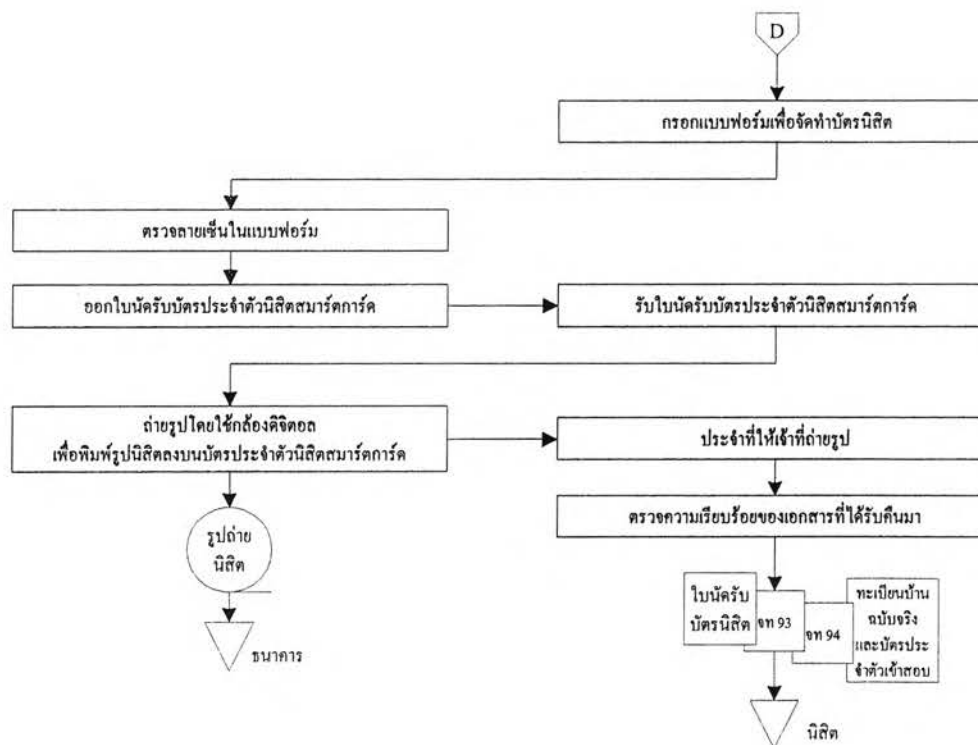 D
กรอกแบบฟอร์มเพื่อจัดทำบัตรนิสิต
ตรวจลายเซ็นในแบบฟอร์ม
ออกใบนัดรับบัตรประจำตัวนิสิตสมาร์ตการ์ด
รับใบนัดรับบัตรประจำตัวนิสิตสมาร์ตการ์ด
ถ่ายรูปโดยใช้กล้องดิจิตอล
เพื่อพิมพ์รูปนิสิตลงบนบัตรประจำตัวนิสิตสมาร์ตการ์ด
ประจำที่ให้เจ้าที่ถ่ายรูป
ตรวจความเรียบร้อยของเอกสารที่ได้รับคืนมา
รูปถ่าย
นิสิต
ธนาคาร
ใบนัดรับ
บัตรนิสิต
จท 93
จท 94
ทะเบียนบ้าน
ฉบับจริง
และบัตรประ
จำตัวเข้าสอบ
นิสิต